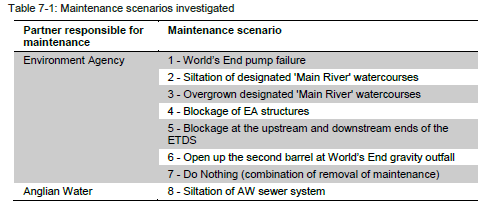 Table 7-1: Maintenance scenarios investigated
Partner responsible for Maintenance scenario
maintenance
Environment Agency 1 - World's End pump failure
2 - Siltation of designated 'Main River' watercourses
3 - Overgrown designated 'Main River' watercourses
4 - Blockage of EA structures
5 - Blockage at the upstream and downstream ends of the
ETDS
6 - Open up the second barrel at World's End gravity outfall
7 - Do Nothing (combination of removal of maintenance)
Anglian Water 8 - Siltation of AW sewer system